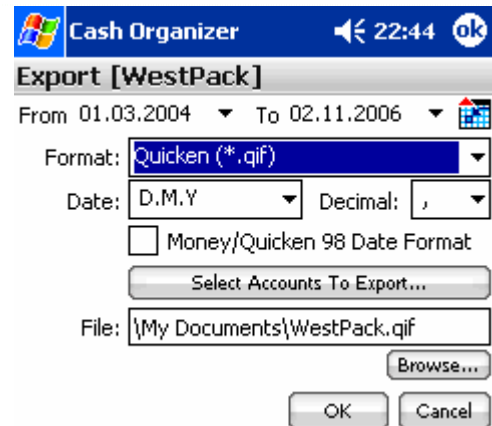 Cash Organizer 22:44 ok
Export [WestPack]
From 01.03.2004 To 02.11.2006
Format: Quicken (*.qif)
Date: D.M.Y Decimal: ,
Money/Quicken 98 Date Format
Select Accounts To Export...
File: \My Documents\WestPack.qif
Browse...
OK Cancel